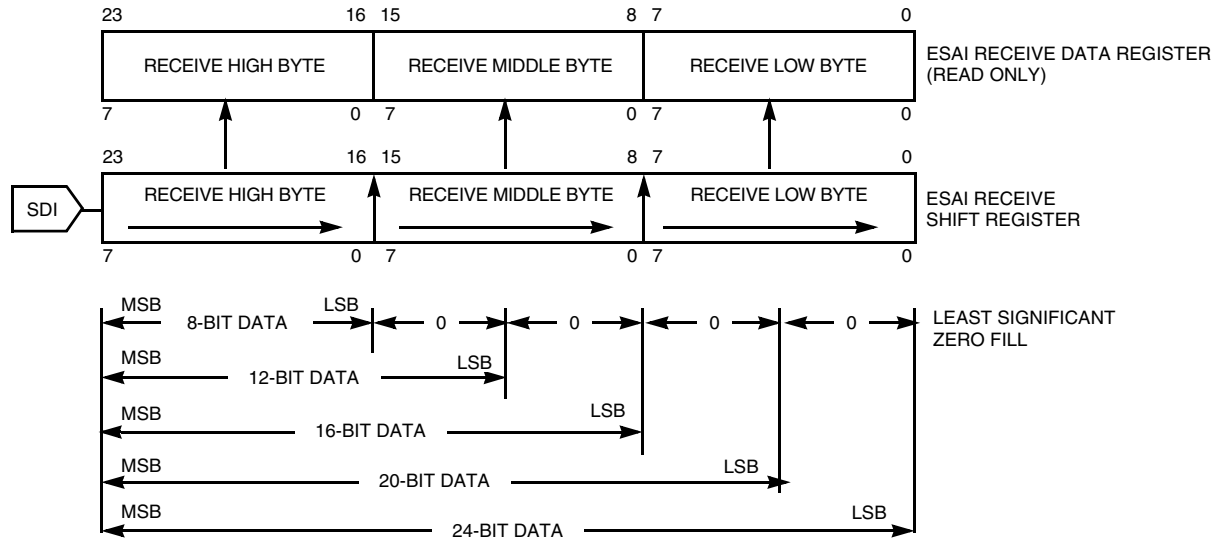 23 16 15 8 7 0
RECEIVE HIGH BYTE RECEIVE MIDDLE BYTE RECEIVE LOW BYTE
ESAI RECEIVE DATA REGISTER
(READ ONLY)
7 0 7 0 7 0
23 16 15 8 7 0
SDI
RECEIVE HIGH BYTE RECEIVE MIDDLE BYTE RECEIVE LOW BYTE
ESAI RECEIVE
SHIFT REGISTER
7 0 7 0 7 0
MSB LSB
8-BIT DATA 0 0 0 0
LEAST SIGNIFICANT
ZERO FILL
MSB LSB
12-BIT DATA
MSB LSB
16-BIT DATA
MSB LSB
20-BIT DATA
MSB LSB
24-BIT DATA